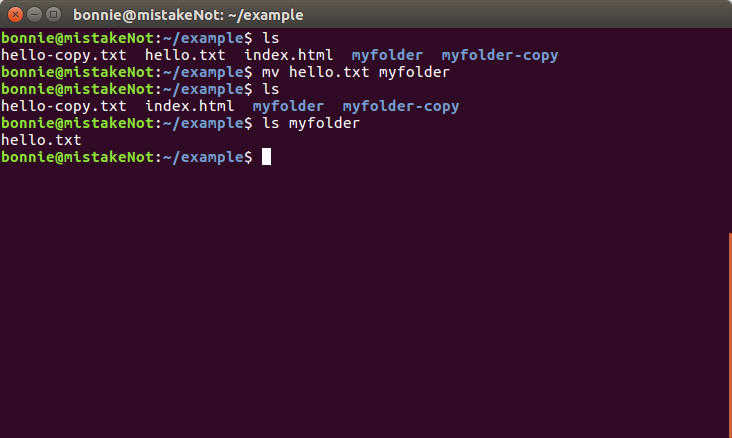 bonnie@mistakeNot: ~/example
bonnie@mistakeNot:~/example$ ls
hello-copy.txt  hello.txt  index.html  myfolder  myfolder-copy
bonnie@mistakeNot:~/example$ mv hello.txt myfolder
bonnie@mistakeNot:~/example$ ls
hello-copy.txt  index.html  myfolder  myfolder-copy
bonnie@mistakeNot:~/example$ ls myfolder
hello.txt
bonnie@mistakeNot:~/example$